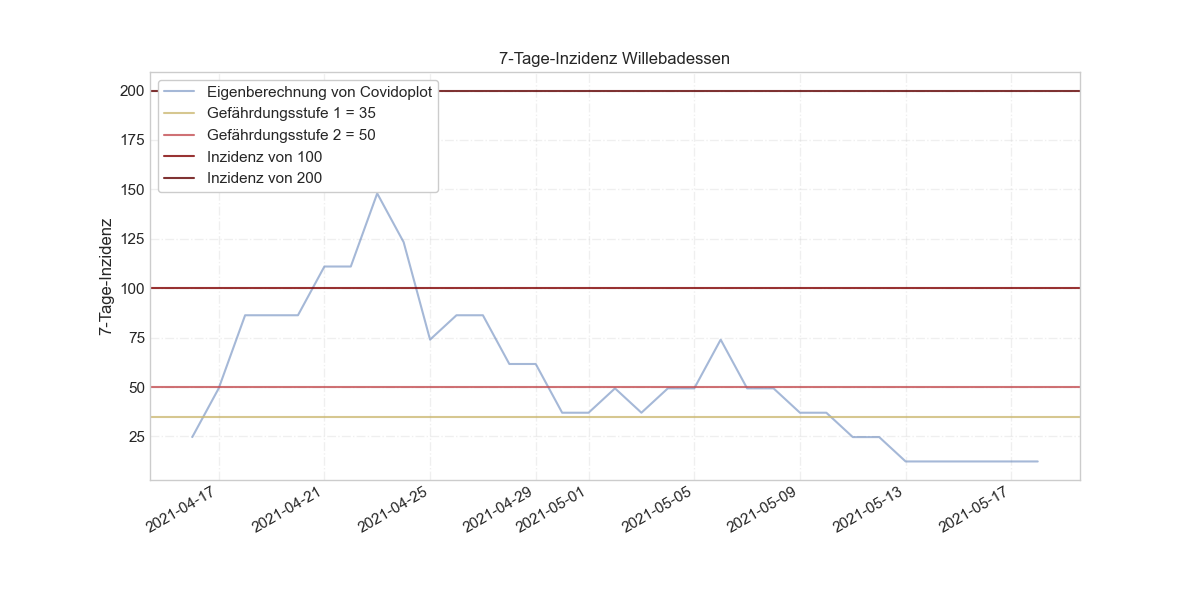 7-Tage-Inzidenz Willebadessen
Eigenberechnung von Covidoplot
Gefährdungsstufe 1 = 35
Gefährdungsstufe 2 = 50
Inzidenz von 100
Inzidenz von 200
7-Tage-Inzidenz
200
175
150
125
100
75
50
25
2021-04-17
2021-04-21
2021-04-25
2021-04-29
2021-05-01
2021-05-05
2021-05-09
2021-05-13
2021-05-17